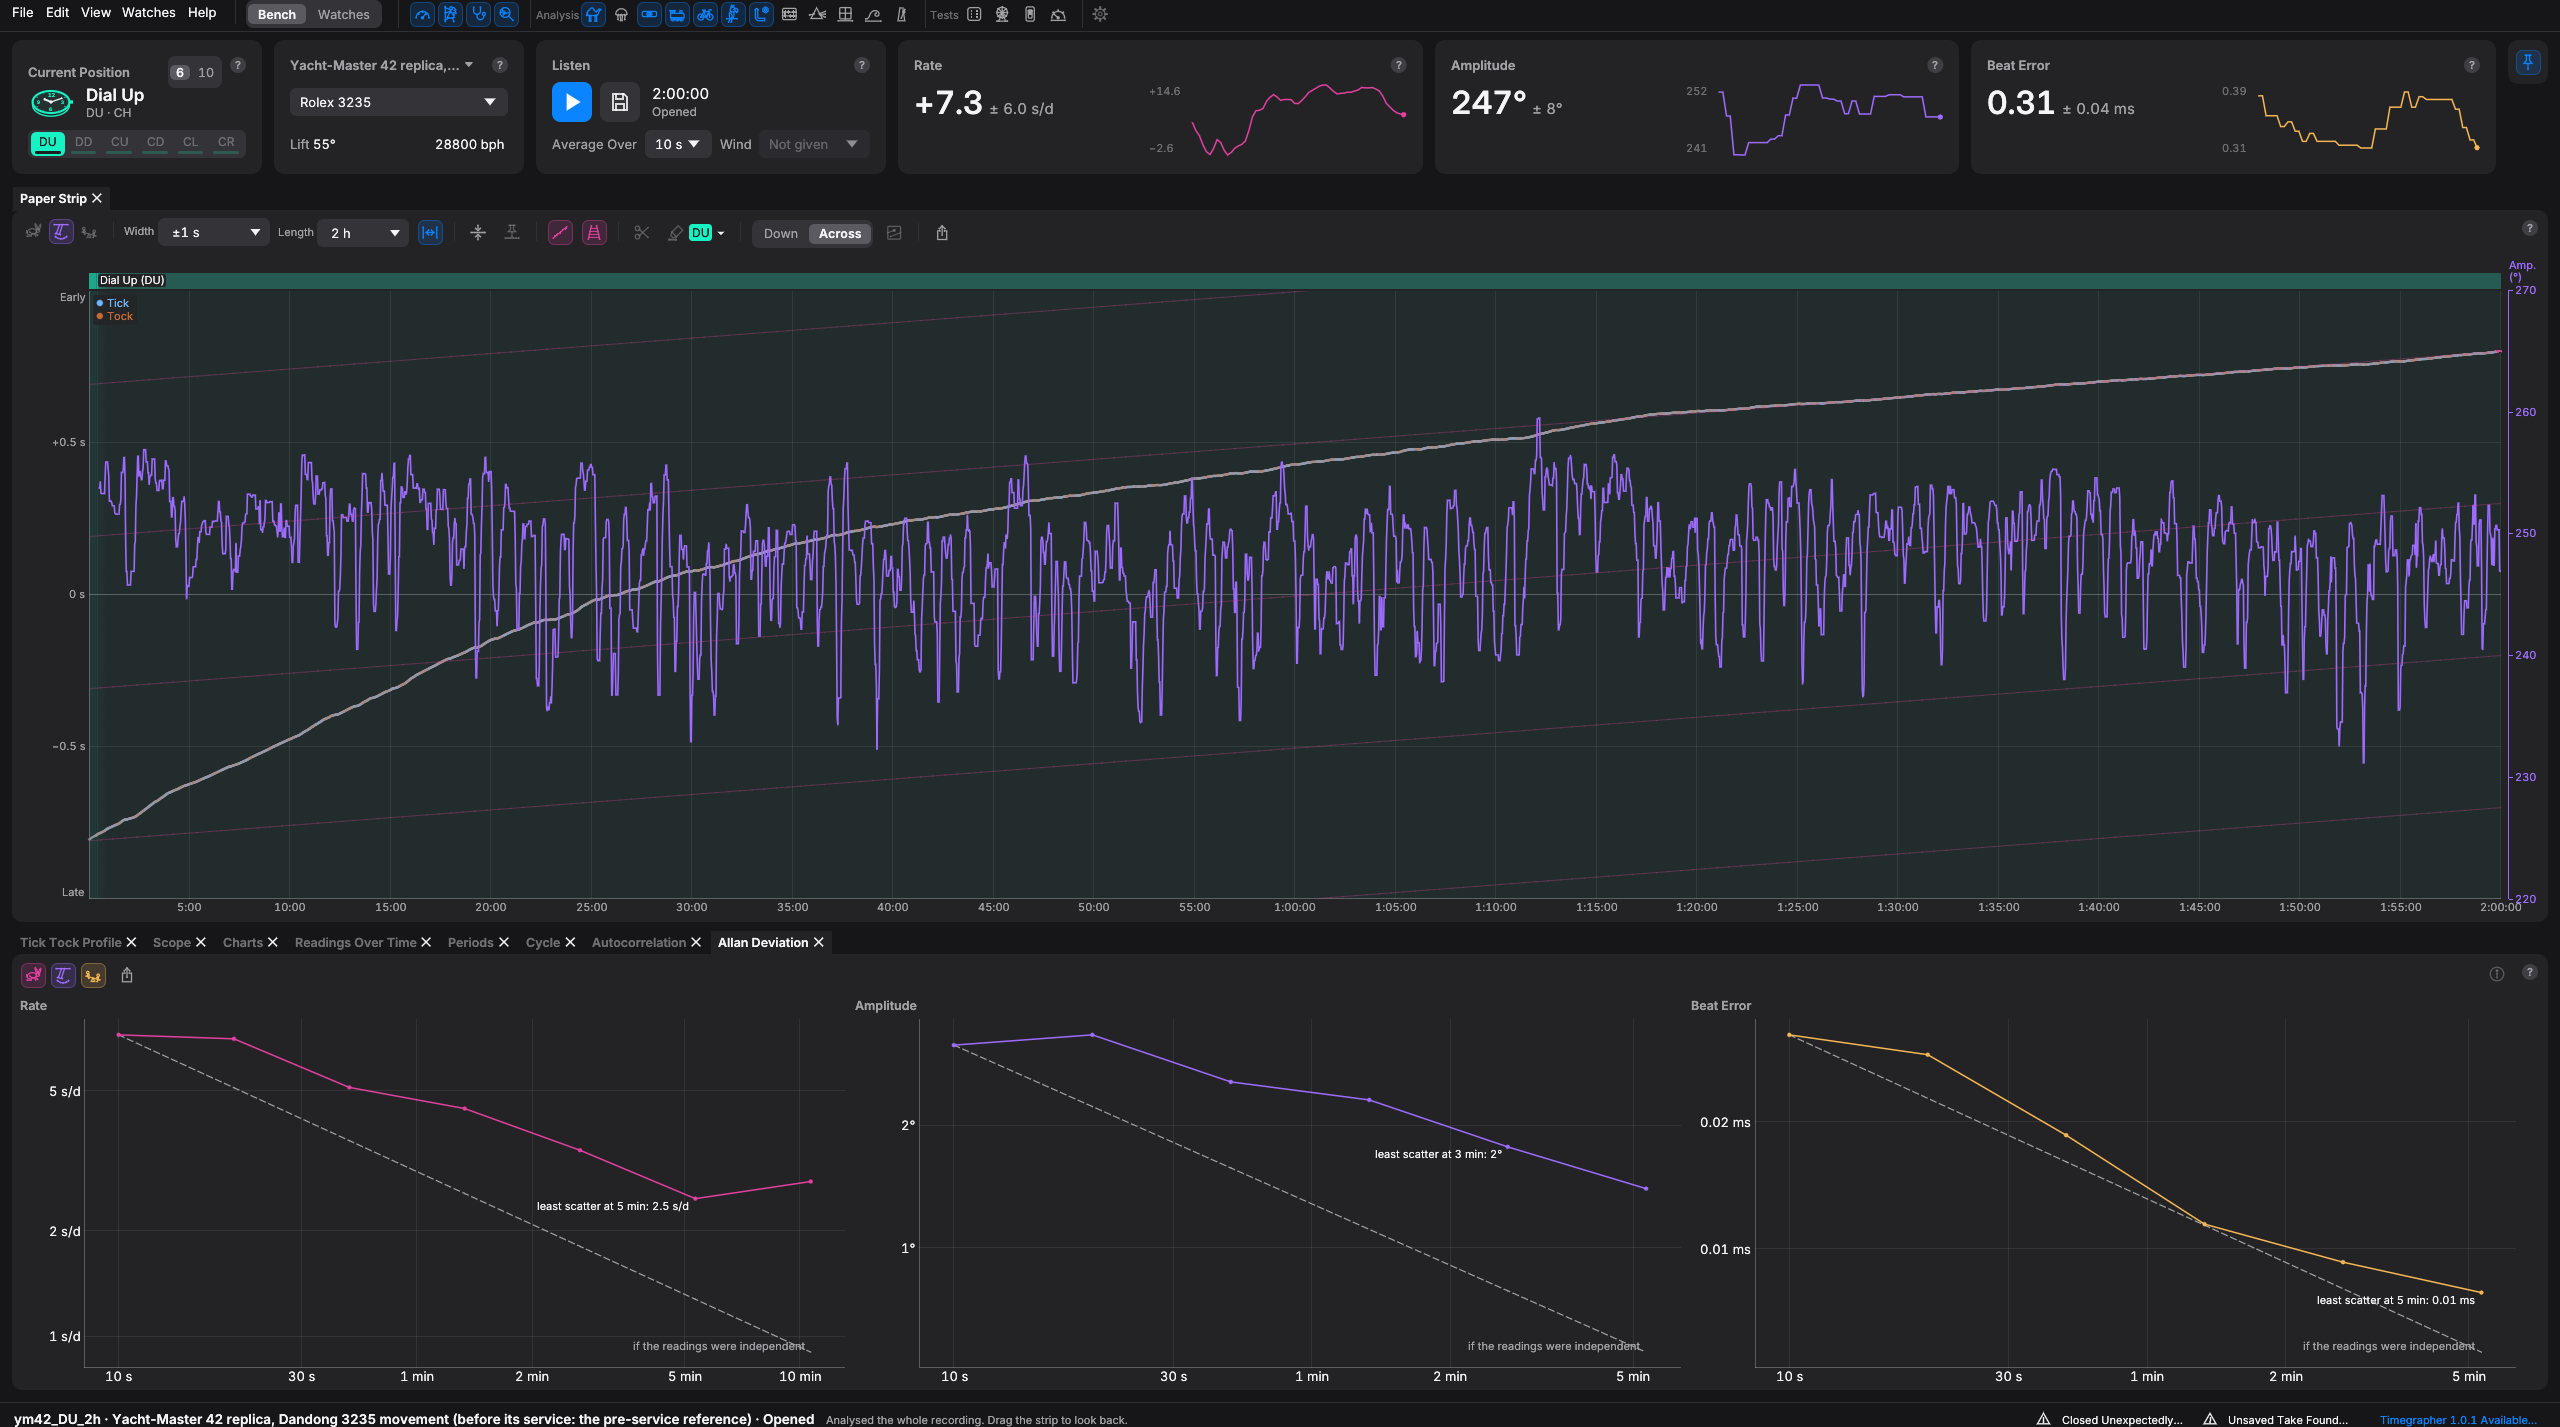 File Edit View Watches Help
Bench Watches
Analysis
Tests
Current Position
6 10
?
Dial Up
DU · CH
DU DD CU CD CL CR
Yacht-Master 42 replica,...
?
Rolex 3235
Lift 55°
28800 bph
Listen
?
2:00:00
Opened
Average Over 10 s Wind Not given
Rate
?
+7.3 ± 6.0 s/d
+14.6
−2.6
Amplitude
?
247° ± 8°
252
241
Beat Error
?
0.31 ± 0.04 ms
0.39
0.31
Paper Strip
Width ±1 s Length 2 h DU Down Across
?
Dial Up (DU)
Amp.
(°)
Early
Tick
Tock
+0.5 s
0 s
−0.5 s
Late
270
260
250
240
230
220
5:00 10:00 15:00 20:00 25:00 30:00 35:00 40:00 45:00 50:00 55:00 1:00:00 1:05:00 1:10:00 1:15:00 1:20:00 1:25:00 1:30:00 1:35:00 1:40:00 1:45:00 1:50:00 1:55:00 2:00:00
Tick Tock Profile Scope Charts Readings Over Time Periods Cycle Autocorrelation Allan Deviation
?
Rate
5 s/d
2 s/d
1 s/d
least scatter at 5 min: 2.5 s/d
if the readings were independent
10 s 30 s 1 min 2 min 5 min 10 min
Amplitude
2°
1°
least scatter at 3 min: 2°
if the readings were independent
10 s 30 s 1 min 2 min 5 min
Beat Error
0.02 ms
0.01 ms
least scatter at 5 min: 0.01 ms
if the readings were independent
10 s 30 s 1 min 2 min 5 min
ym42_DU_2h · Yacht-Master 42 replica, Dandong 3235 movement (before its service: the pre-service reference) · Opened Analysed the whole recording. Drag the strip to look back.
Closed Unexpectedly... Unsaved Take Found... Timegrapher 1.0.1 Available...